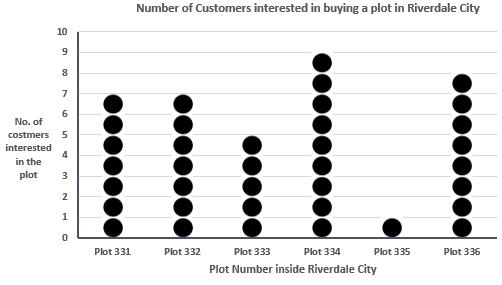 Number of Customers interested in buying a plot in Riverdale City
10
9
8
7
6
5
4
3
2
1
0
No. of
costmers
interested
in the
plot
Plot 331 Plot 332 Plot 333 Plot 334 Plot 335 Plot 336
Plot Number inside Riverdale City